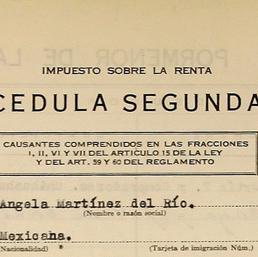 IMPUESTO SOBRE LA RENTA
CEDULA SEGUNDA
CAUSANTES COMPRENDIDOS EN LAS FRACCIONES
I, II, VI Y VII DEL ARTICULO 15 DE LA LEY
Y DEL ART. 59 Y 60 DEL REGLAMENTO
Angela Martínez del Río.
(Nombre o razón social)
Mexicana.
(Nacionalidad) (Tarjeta de imigración Núm.)